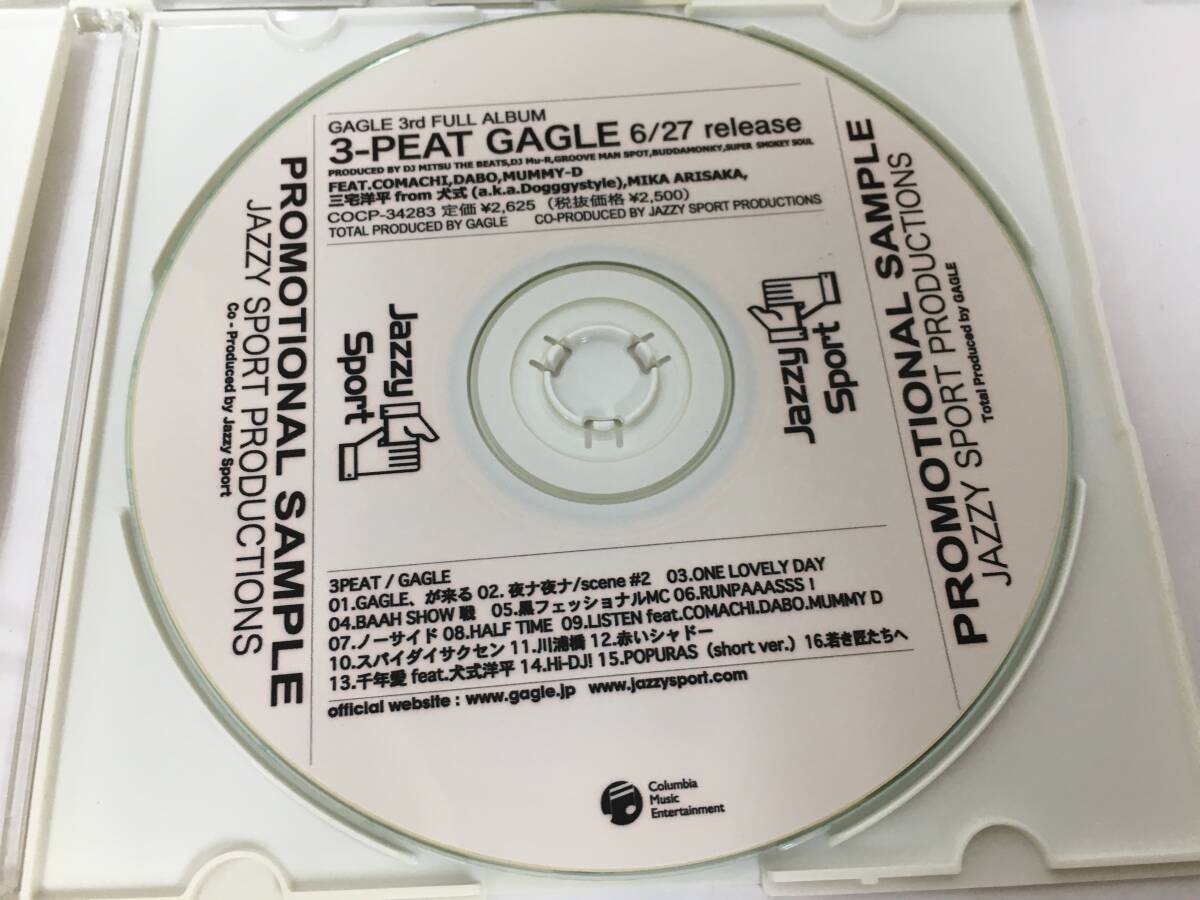 GAGLE 3rd FULL ALBUM
3-PEAT GAGLE 6/27 release
PRODUCED BY DJ MITSU THE BEATS,DJ Mu-R,GROOVE MAN SPOT,BUDDAMONKY,SUPER SMOKEY SOUL
FEAT.COMACHI,DABO,MUMMY-D
三宅洋平 from 犬式 (a.k.a.Dogggystyle),MIKA ARISAKA,
COCP-34283 定価 ¥2,625 （税抜価格 ¥2,500）
TOTAL PRODUCED BY GAGLE CO-PRODUCED BY JAZZY SPORT PRODUCTIONS
PROMOTIONAL SAMPLE
JAZZY SPORT PRODUCTIONS
Co - Produced by Jazzy Sport
Jazzy
Sport
Jazzy
Sport
PROMOTIONAL SAMPLE
JAZZY SPORT PRODUCTIONS
Total Produced by GAGLE
3PEAT / GAGLE
01.GAGLE、が来る 02. 夜ナ夜ナ/scene #2 03.ONE LOVELY DAY
04.BAAH SHOW 戦 05.黒フェッショナルMC 06.RUNPAAASSS！
07.ノーサイド 08.HALF TIME 09.LISTEN feat.COMACHI.DABO.MUMMY D
10.スパイダイサクセン 11.川浦橋 12.赤いシャドー
13.千年愛 feat.犬式洋平 14.Hi-DJ! 15.POPURAS（short ver.）16.若き匠たちへ
official website : www.gagle.jp www.jazzysport.com
Columbia
Music
Entertainment